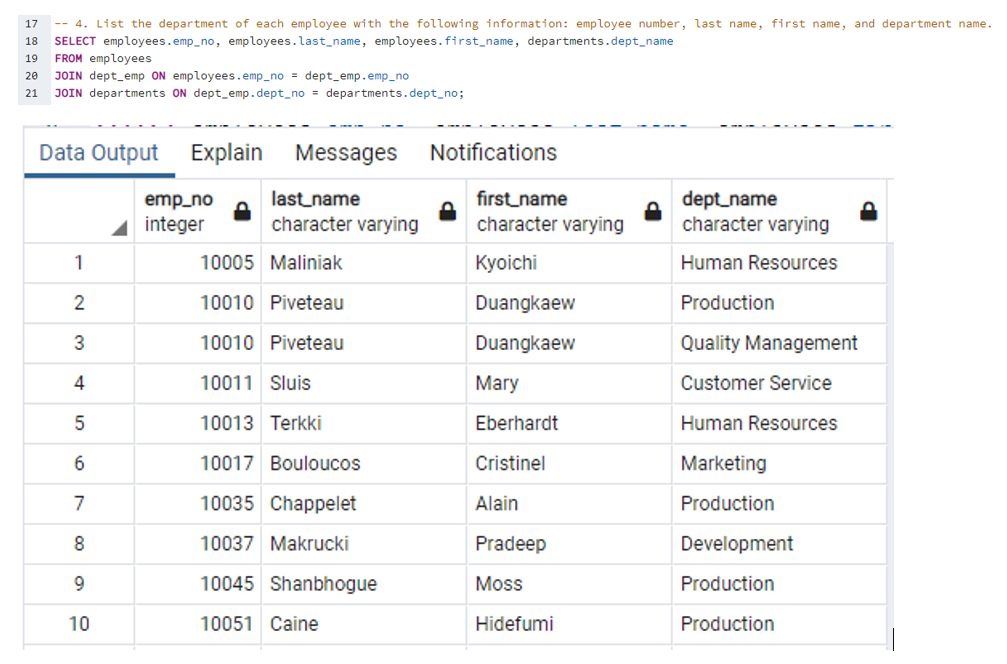 17 -- 4. List the department of each employee with the following information: employee number, last name, first name, and department name.
18 SELECT employees.emp_no, employees.last_name, employees.first_name, departments.dept_name
19 FROM employees
20 JOIN dept_emp ON employees.emp_no = dept_emp.emp_no
21 JOIN departments ON dept_emp.dept_no = departments.dept_no;
Data Output Explain Messages Notifications
emp_no last_name first_name dept_name
integer character varying character varying character varying
1 10005 Maliniak Kyoichi Human Resources
2 10010 Piveteau Duangkaew Production
3 10010 Piveteau Duangkaew Quality Management
4 10011 Sluis Mary Customer Service
5 10013 Terkki Eberhardt Human Resources
6 10017 Bouloucos Cristinel Marketing
7 10035 Chappelet Alain Production
8 10037 Makrucki Pradeep Development
9 10045 Shanbhogue Moss Production
10 10051 Caine Hidefumi Production